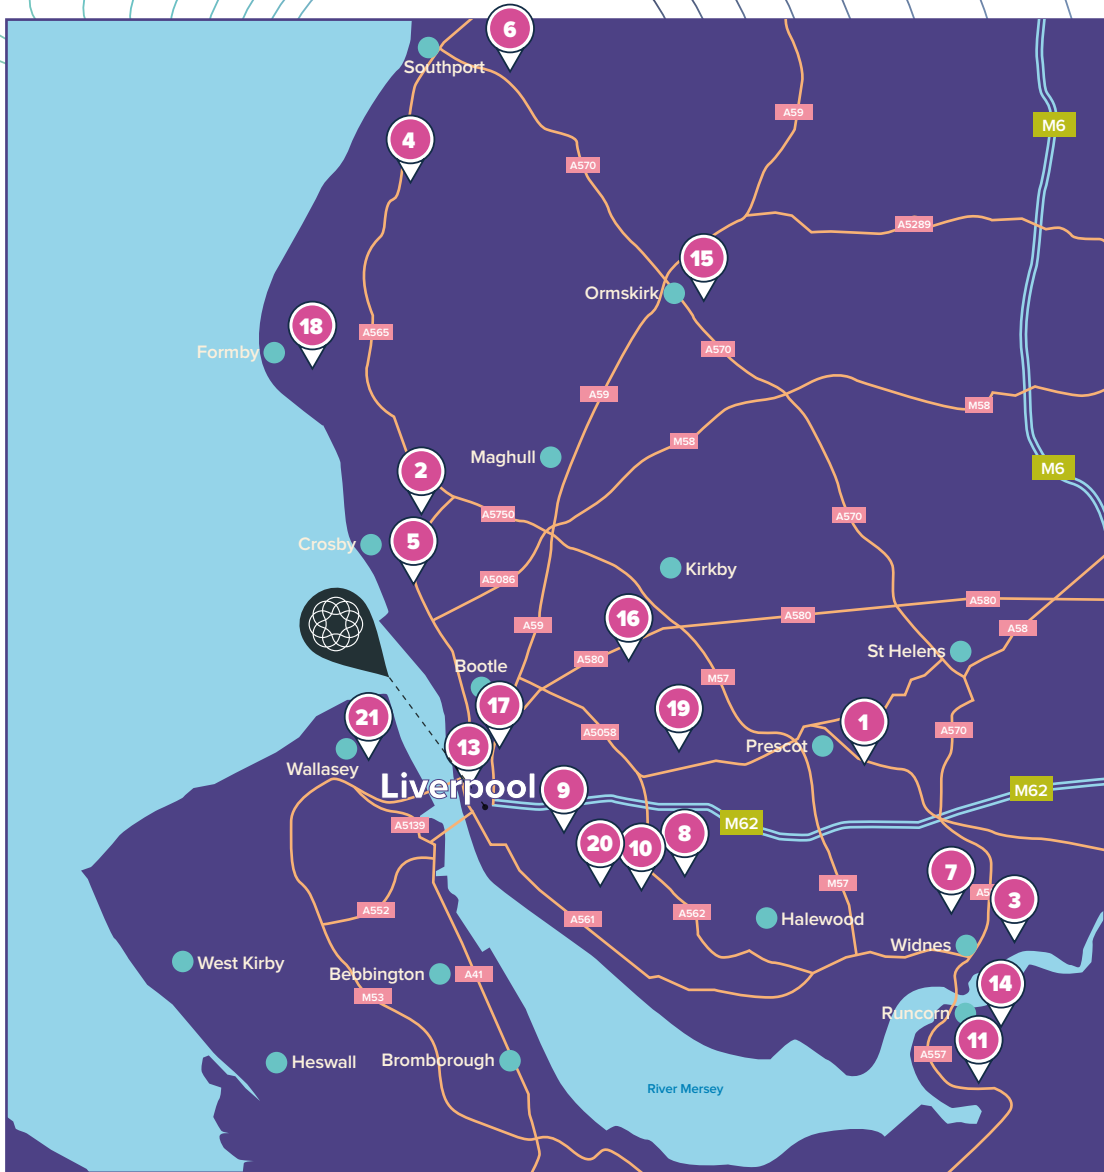 6
Southport
A59
M6
4
A570
A5289
15
Ormskirk
18
A565
Formby
A570
A59
M58
M58
2
Maghull
M6
A5750
A570
5
Crosby
Kirkby
A5086
A580
A580
16
A59
A58
St Helens
A580
Bootle
M57
17
19
21
1
A5058
A570
13
Prescot
Wallasey
Liverpool
9
M62
M62
A5139
8
20
10
7
M57
A5
3
A552
A561
A562
Halewood
Widnes
West Kirby
Bebbington
A41
14
M53
Runcorn
11
A557
Heswall
Bromborough
River Mersey